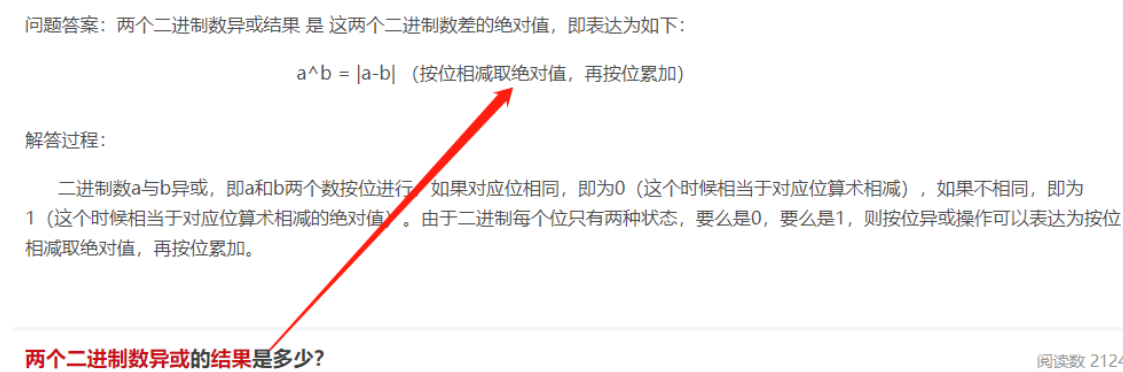 问题答案：两个二进制数异或结果 是 这两个二进制数差的绝对值，即表达为如下：
a^b = |a-b| （按位相减取绝对值，再按位累加）
解答过程：
二进制数a与b异或，即a和b两个数按位进行，如果对应位相同，即为0（这个时候相当于对应位算术相减），如果不相同，即为
1（这个时候相当于对应位算术相减的绝对值）。由于二进制每个位只有两种状态，要么是0，要么是1，则按位异或操作可以表达为按位
相减取绝对值，再按位累加。
两个二进制数异或的结果是多少?
阅读数 2124